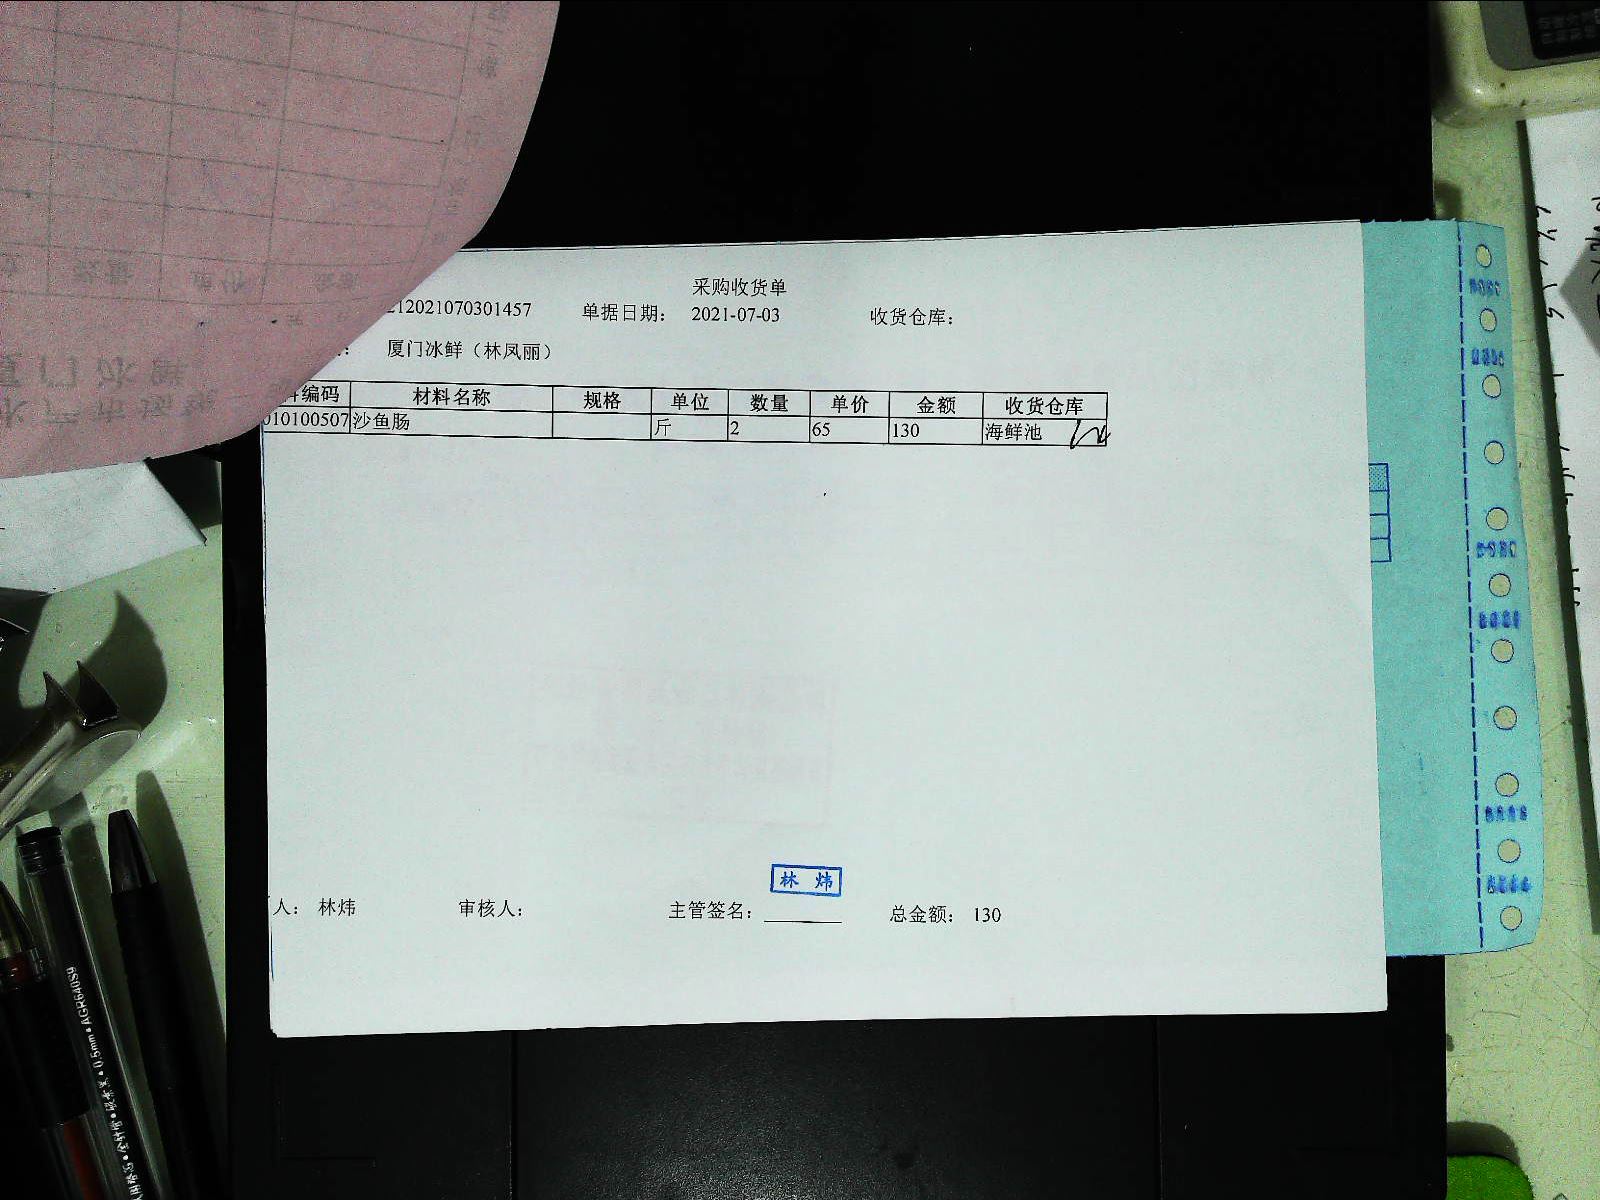 采购收货单
212021070301457 单据日期： 2021-07-03 收货仓库：
厦门冰鲜（林凤丽）
编码 材料名称 规格 单位 数量 单价 金额 收货仓库
010100507 沙鱼肠 斤 2 65 130 海鲜池
林 炜
人： 林炜 审核人： 主管签名： 总金额： 130
0.5mm•AGR640S9